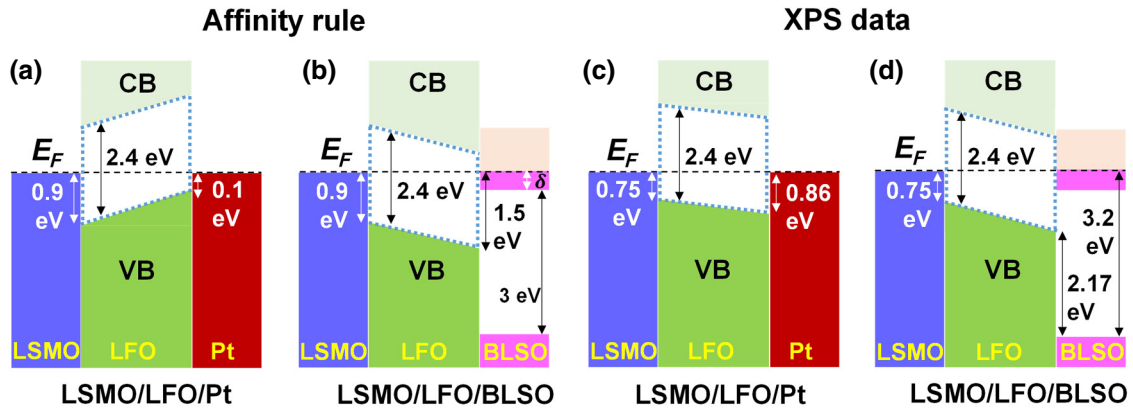 Affinity rule
XPS data
(a)
CB
E_F
2.4 eV
0.9
eV
0.1
eV
VB
LSMO
LFO
Pt
LSMO/LFO/Pt
(b)
CB
E_F
2.4 eV
0.9
eV
δ
1.5
eV
3 eV
VB
LSMO
LFO
BLSO
LSMO/LFO/BLSO
(c)
CB
E_F
2.4 eV
0.75
eV
0.86
eV
VB
LSMO
LFO
Pt
LSMO/LFO/Pt
(d)
CB
E_F
2.4 eV
0.75
eV
3.2
eV
2.17
eV
VB
LSMO
LFO
BLSO
LSMO/LFO/BLSO